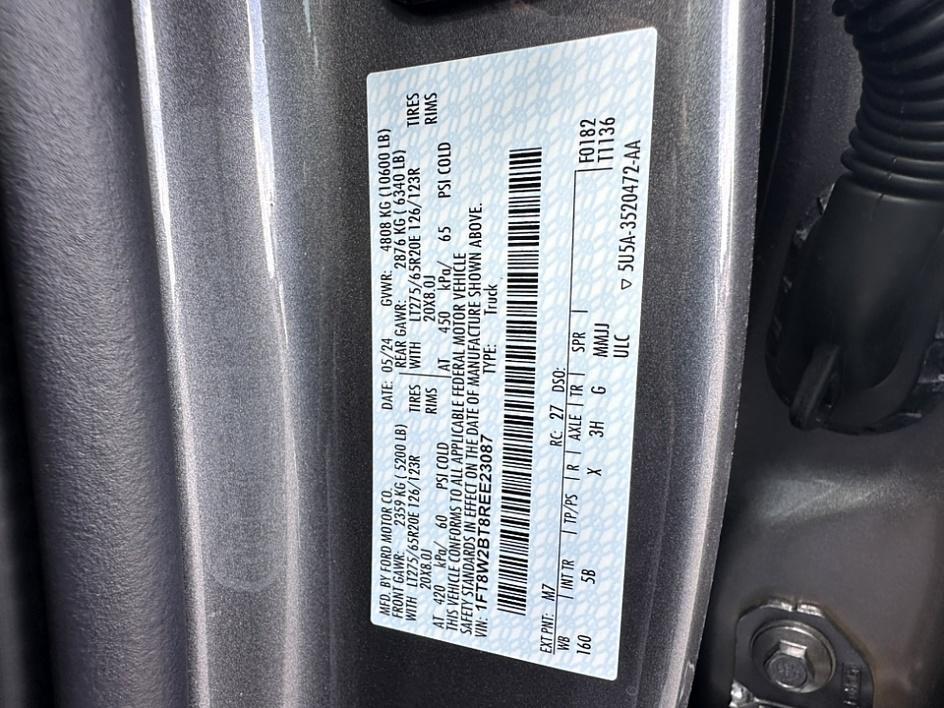 MFD. BY FORD MOTOR CO. DATE: 05/24 GVWR: 4808 KG (10600 LB)
FRONT GAWR: 2359 KG ( 5200 LB) REAR GAWR: 2876 KG ( 6340 LB)
WITH LT275/65R20E 126/123R TIRES WITH LT275/65R20E 126/123R TIRES
20X8.0J RIMS 20X8.0J RIMS
AT 420 kPa/ 60 PSI COLD AT 450 kPa/ 65 PSI COLD
THIS VEHICLE CONFORMS TO ALL APPLICABLE FEDERAL MOTOR VEHICLE
SAFETY STANDARDS IN EFFECT ON THE DATE OF MANUFACTURE SHOWN ABOVE.
VIN: 1FT8W2BT8REE23087 TYPE: Truck
EXT PNT: M7 RC: 27 DSO: F0182
WB INT TR TP/PS R AXLE TR SPR T1136
160 5B X 3H G MMJJ
ULC
▽ 5U5A-3520472-AA